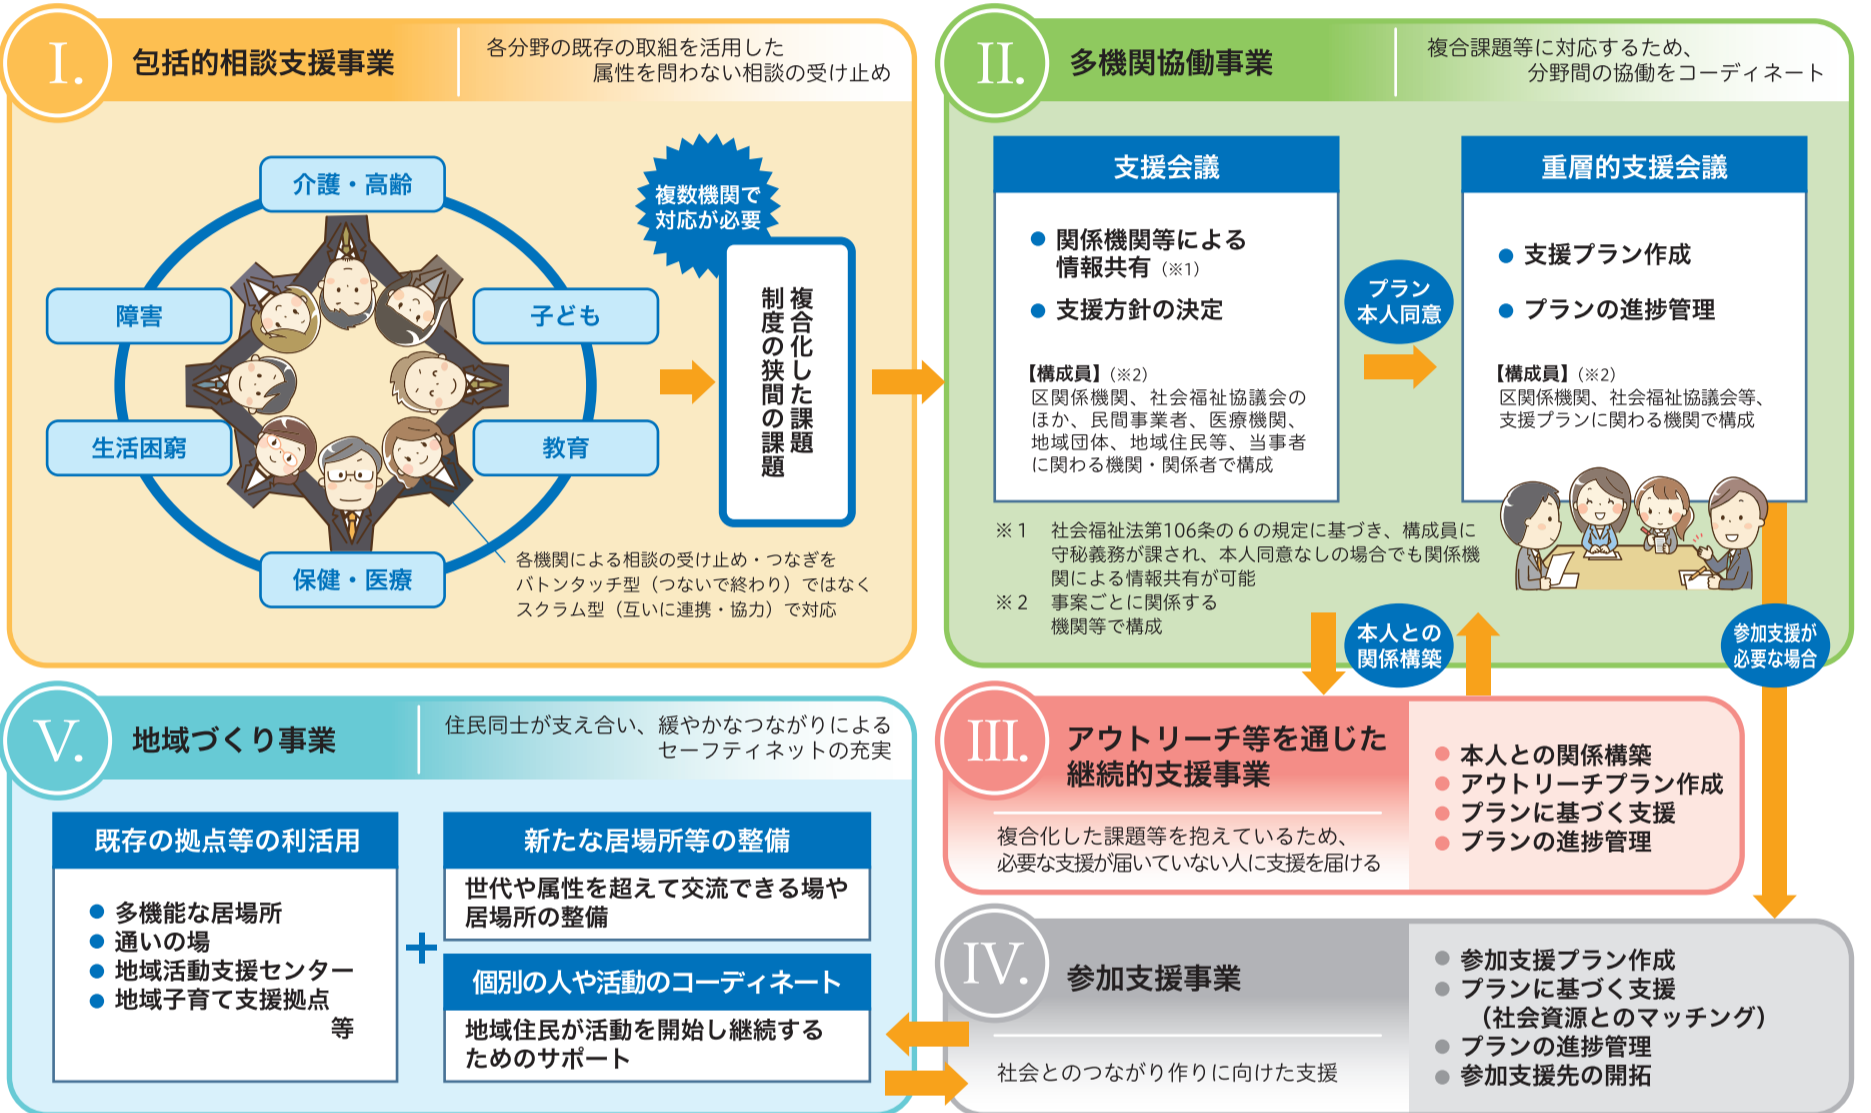 I.
包括的相談支援事業
各分野の既存の取組を活用した
属性を問わない相談の受け止め
介護・高齢
障害
子ども
生活困窮
教育
保健・医療
複数機関で
対応が必要
複合化した課題
制度の狭間の課題
各機関による相談の受け止め・つなぎを
バトンタッチ型（つないで終わり）ではなく
スクラム型（互いに連携・協力）で対応
II.
多機関協働事業
複合課題等に対応するため、
分野間の協働をコーディネート
支援会議
● 関係機関等による
情報共有（※1）
● 支援方針の決定
【構成員】（※2）
区関係機関、社会福祉協議会の
ほか、民間事業者、医療機関、
地域団体、地域住民等、当事者
に関わる機関・関係者で構成
プラン
本人同意
重層的支援会議
● 支援プラン作成
● プランの進捗管理
【構成員】（※2）
区関係機関、社会福祉協議会等、
支援プランに関わる機関で構成
※１　社会福祉法第106条の６の規定に基づき、構成員に
守秘義務が課され、本人同意なしの場合でも関係機
関による情報共有が可能
※２　事案ごとに関係する
機関等で構成
本人との
関係構築
参加支援が
必要な場合
III.
アウトリーチ等を通じた
継続的支援事業
複合化した課題等を抱えているため、
必要な支援が届いていない人に支援を届ける
● 本人との関係構築
● アウトリーチプラン作成
● プランに基づく支援
● プランの進捗管理
IV.
参加支援事業
社会とのつながり作りに向けた支援
● 参加支援プラン作成
● プランに基づく支援
（社会資源とのマッチング）
● プランの進捗管理
● 参加支援先の開拓
V.
地域づくり事業
住民同士が支え合い、緩やかなつながりによる
セーフティネットの充実
既存の拠点等の利活用
● 多機能な居場所
● 通いの場
● 地域活動支援センター
● 地域子育て支援拠点
等
+
新たな居場所等の整備
世代や属性を超えて交流できる場や
居場所の整備
個別の人や活動のコーディネート
地域住民が活動を開始し継続する
ためのサポート